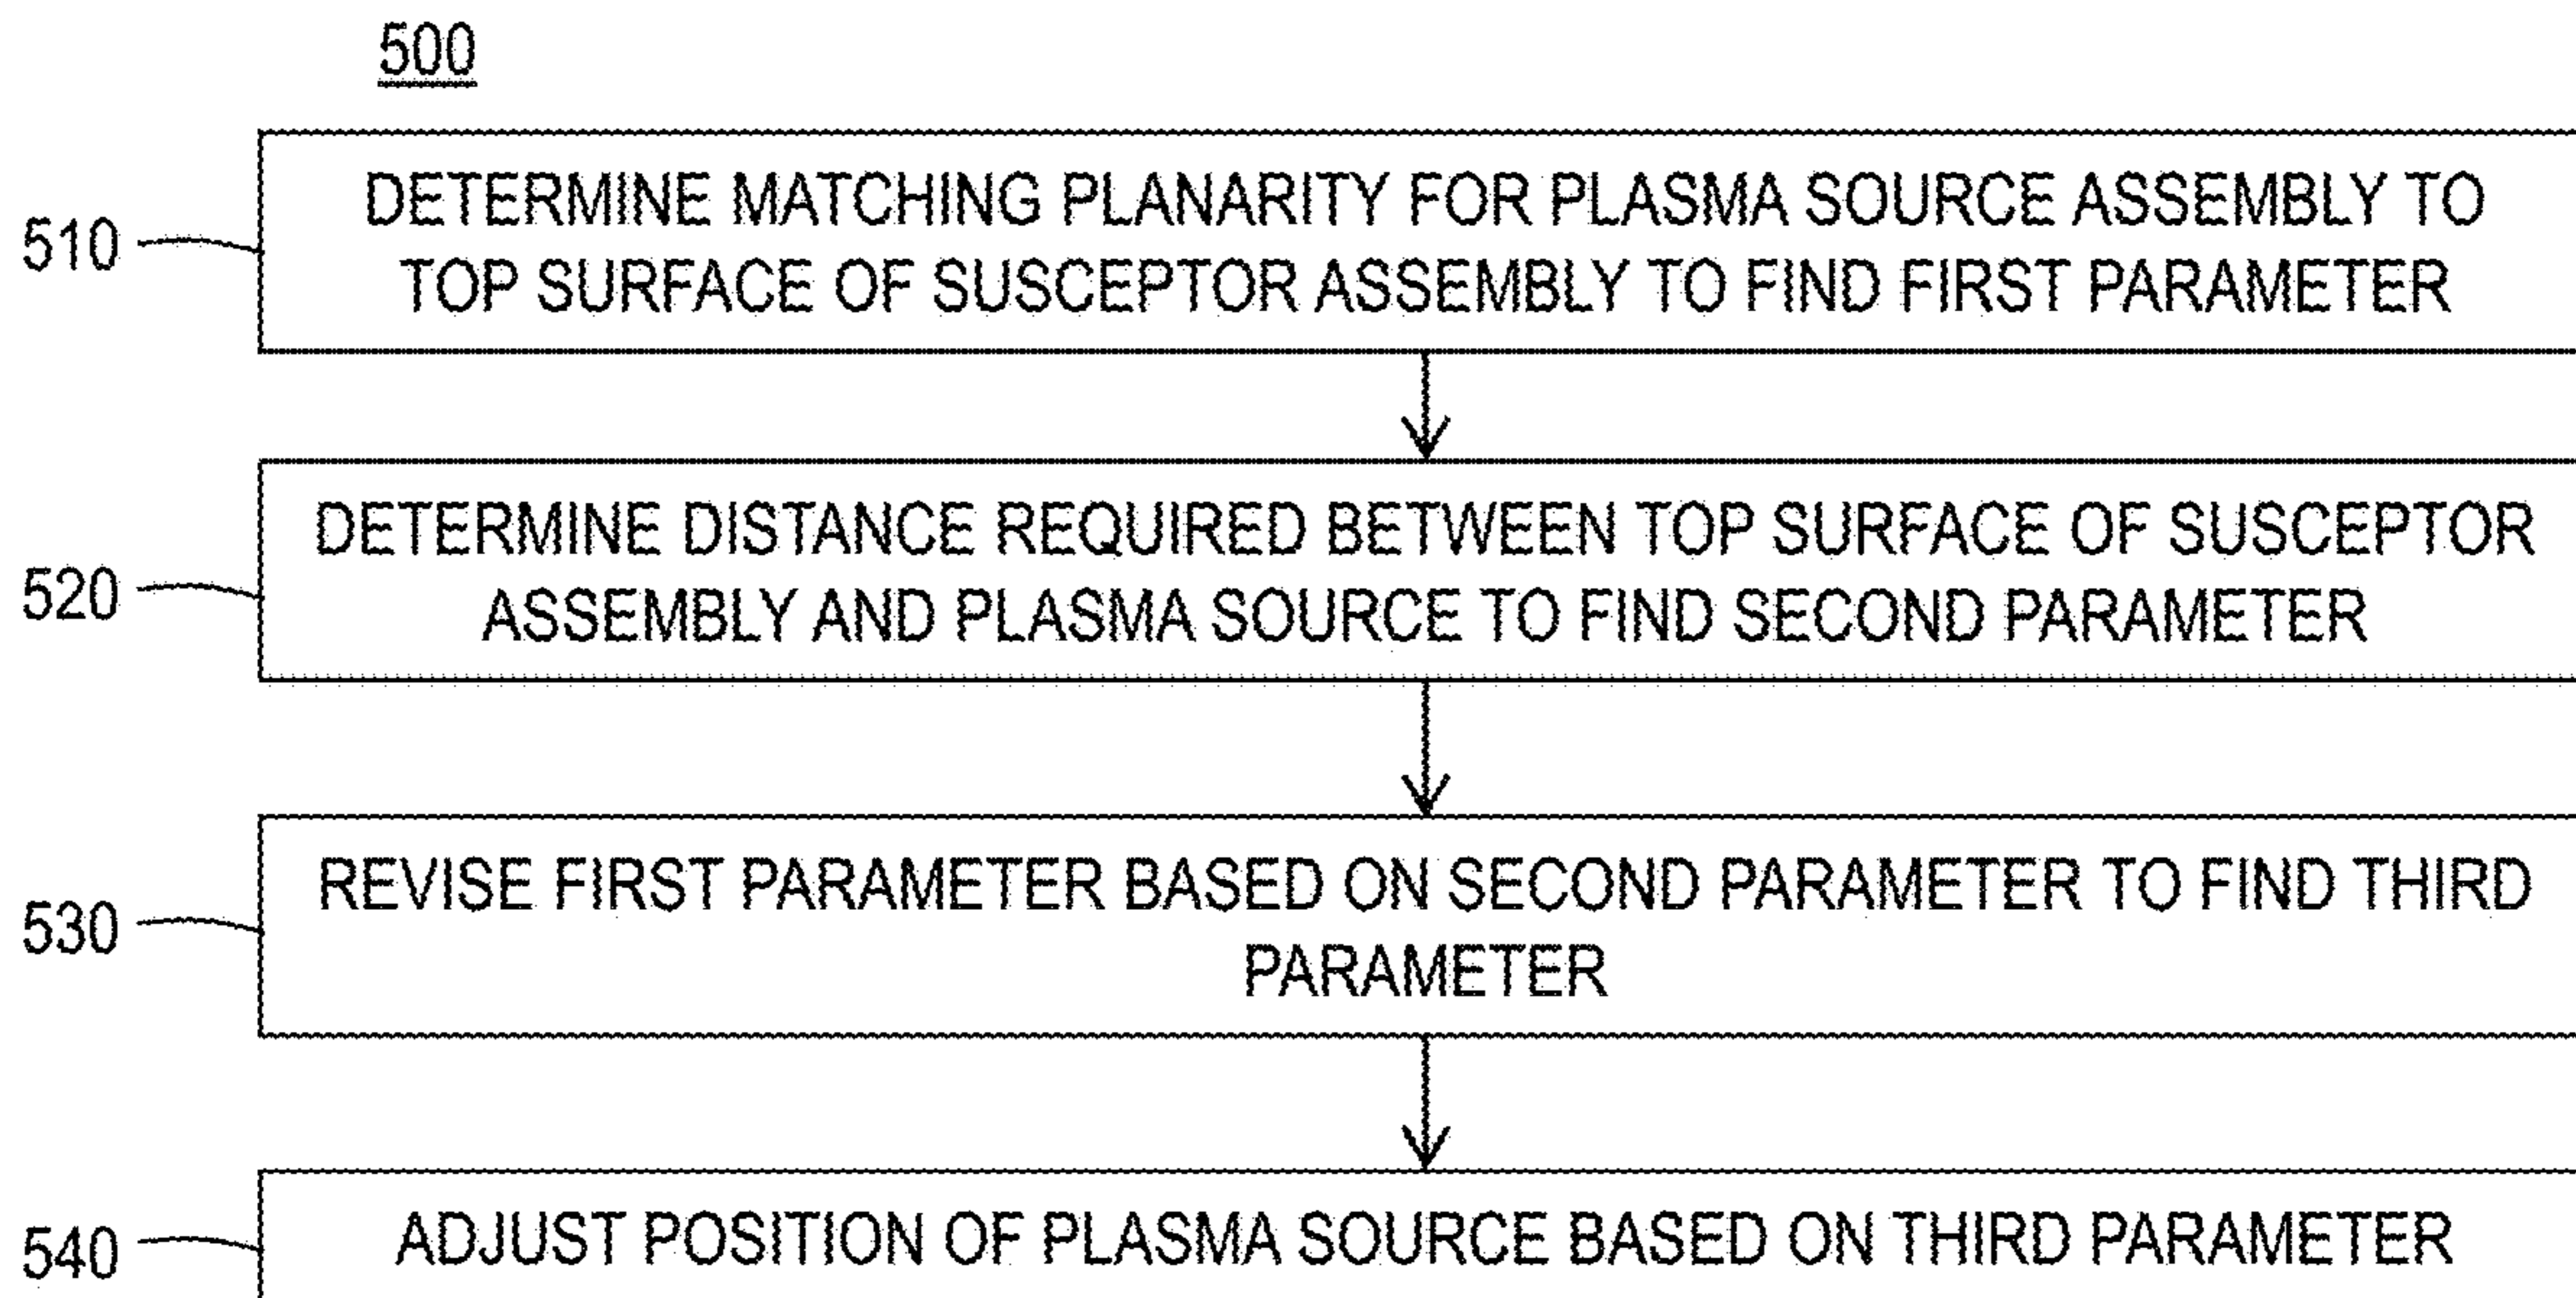 500
510
DETERMINE MATCHING PLANARITY FOR PLASMA SOURCE ASSEMBLY TO
TOP SURFACE OF SUSCEPTOR ASSEMBLY TO FIND FIRST PARAMETER
520
DETERMINE DISTANCE REQUIRED BETWEEN TOP SURFACE OF SUSCEPTOR
ASSEMBLY AND PLASMA SOURCE TO FIND SECOND PARAMETER
530
REVISE FIRST PARAMETER BASED ON SECOND PARAMETER TO FIND THIRD
PARAMETER
540
ADJUST POSITION OF PLASMA SOURCE BASED ON THIRD PARAMETER